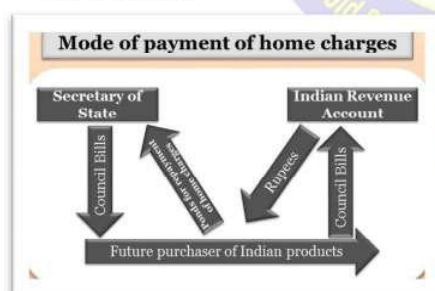 Mode of payment of home charges
Secretary of
State
Indian Revenue
Account
Council Bills
Ponds for repayment
of home charges
Rupees
Council Bills
Future purchaser of Indian products